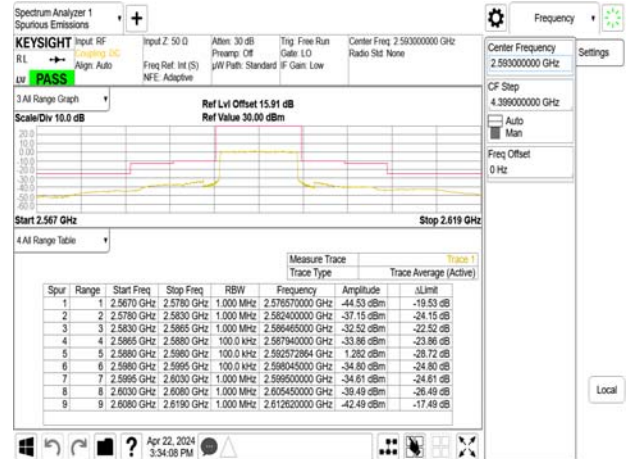 Spectrum Analyzer 1
Spurious Emissions
Frequency
KEYSIGHT
Input: RF
Coupling: DC
Align: Auto
Input Z: 50 Ω
Freq Ref: Int (S)
NFE: Adaptive
Atten: 30 dB
Preamp: Off
µW Path: Standard
Trig: Free Run
Gate: LO
IF Gain: Low
Center Freq: 2.593000000 GHz
Radio Std: None
RL
PASS
Center Frequency
2.593000000 GHz
Settings
CF Step
4.399000000 GHz
Auto
Man
Freq Offset
0 Hz
3 All Range Graph
Scale/Div 10.0 dB
Ref Lvl Offset 15.91 dB
Ref Value 30.00 dBm
20.0
10.0
0.00
-10.0
-20.0
-30.0
-40.0
-50.0
-60.0
Start 2.567 GHz
Stop 2.619 GHz
4 All Range Table
Measure Trace Trace 1
Trace Type Trace Average (Active)
Spur Range Start Freq Stop Freq RBW Frequency Amplitude ΔLimit
1 1 2.5670 GHz 2.5780 GHz 1.000 MHz 2.576570000 GHz -44.53 dBm -19.53 dB
2 2 2.5780 GHz 2.5830 GHz 1.000 MHz 2.582400000 GHz -37.15 dBm -24.15 dB
3 3 2.5830 GHz 2.5865 GHz 1.000 MHz 2.586465000 GHz -32.52 dBm -22.52 dB
4 4 2.5865 GHz 2.5880 GHz 100.0 kHz 2.587940000 GHz -33.86 dBm -23.86 dB
5 5 2.5880 GHz 2.5980 GHz 100.0 kHz 2.592572864 GHz 1.282 dBm -28.72 dB
6 6 2.5980 GHz 2.5995 GHz 100.0 kHz 2.598045000 GHz -34.80 dBm -24.80 dB
7 7 2.5995 GHz 2.6030 GHz 1.000 MHz 2.599500000 GHz -34.61 dBm -24.61 dB
8 8 2.6030 GHz 2.6080 GHz 1.000 MHz 2.605450000 GHz -39.49 dBm -26.49 dB
9 9 2.6080 GHz 2.6190 GHz 1.000 MHz 2.612620000 GHz -42.49 dBm -17.49 dB
Local
Apr 22, 2024
3:34:08 PM